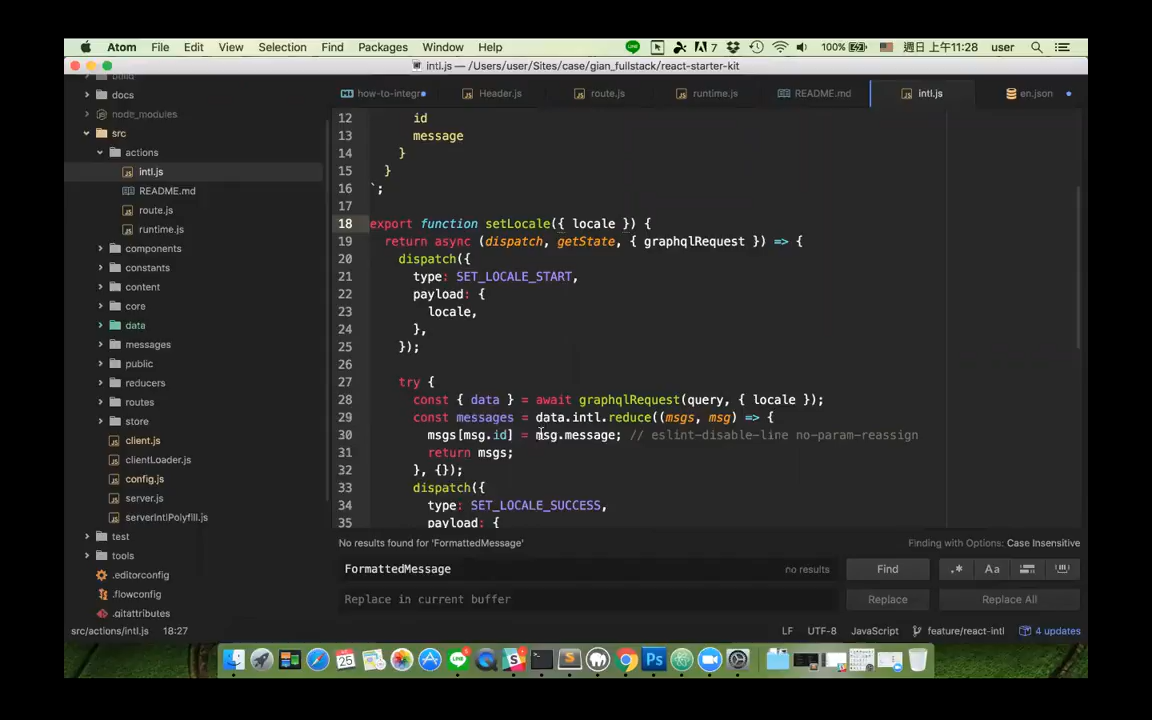 Atom File Edit View Selection Find Packages Window Help 7 100% 週日 上午11:28 user
intl.js — /Users/user/Sites/case/gian_fullstack/react-starter-kit
build
docs
node_modules
src
actions
intl.js
README.md
route.js
runtime.js
components
constants
content
core
data
messages
public
reducers
routes
store
client.js
clientLoader.js
config.js
server.js
serverIntlPolyfill.js
test
tools
.editorconfig
.flowconfig
.gitattributes
how-to-integr Header.js route.js runtime.js README.md intl.js en.json
12 id
13 message
14 }
15 }
16 `;
17
18 export function setLocale({ locale }) {
19 return async (dispatch, getState, { graphqlRequest }) => {
20 dispatch({
21 type: SET_LOCALE_START,
22 payload: {
23 locale,
24 },
25 });
26
27 try {
28 const { data } = await graphqlRequest(query, { locale });
29 const messages = data.intl.reduce((msgs, msg) => {
30 msgs[msg.id] = msg.message; // eslint-disable-line no-param-reassign
31 return msgs;
32 }, {});
33 dispatch({
34 type: SET_LOCALE_SUCCESS,
35 payload: {
No results found for 'FormattedMessage' Finding with Options: Case Insensitive
FormattedMessage no results .* Aa Find
Replace in current buffer Replace Replace All
src/actions/intl.js 18:27 LF UTF-8 JavaScript feature/react-intl 4 updates
25